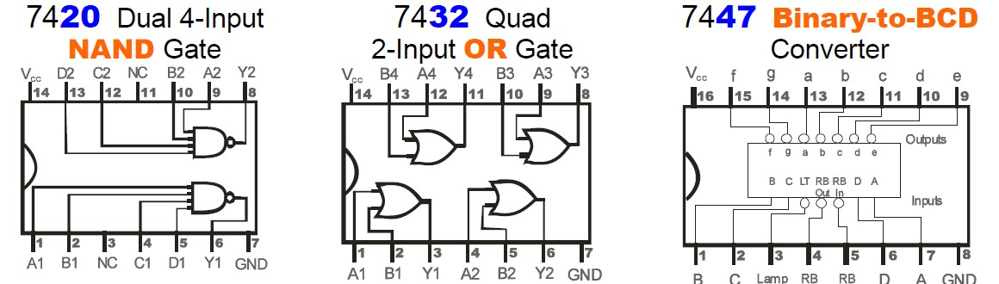 7420 Dual 4-Input
NAND Gate
Vcc D2 C2 NC B2 A2 Y2
14 13 12 11 10 9 8
1 2 3 4 5 6 7
A1 B1 NC C1 D1 Y1 GND
7432 Quad
2-Input OR Gate
Vcc B4 A4 Y4 B3 A3 Y3
14 13 12 11 10 9 8
1 2 3 4 5 6 7
A1 B1 Y1 A2 B2 Y2 GND
7447 Binary-to-BCD
Converter
Vcc f g a b c d e
16 15 14 13 12 11 10 9
Outputs
f g a b c d e
B C LT RB RB D A
Out In
Inputs
1 2 3 4 5 6 7 8
B C Lamp RB RB D A GND